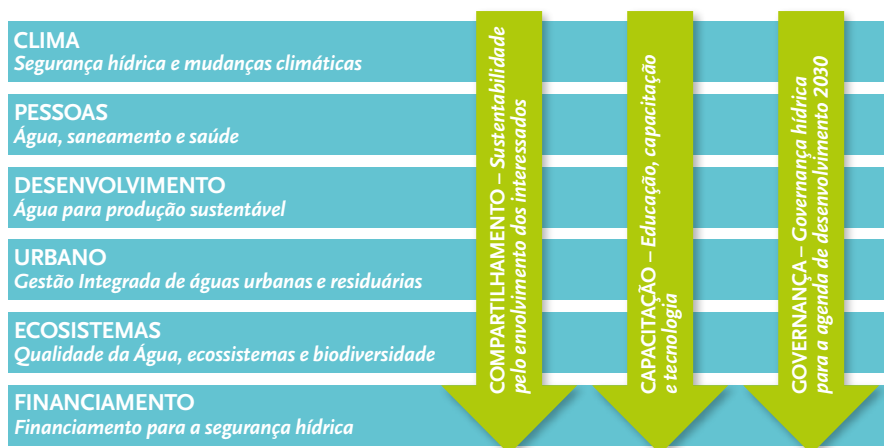 CLIMA
Segurança hídrica e mudanças climáticas
PESSOAS
Água, saneamento e saúde
DESENVOLVIMENTO
Água para produção sustentável
URBANO
Gestão Integrada de águas urbanas e residuárias
ECOSISTEMAS
Qualidade da Água, ecossistemas e biodiversidade
FINANCIAMENTO
Financiamento para a segurança hídrica
COMPARTILHAMENTO – Sustentabilidade
pelo envolvimento dos interessados
CAPACITAÇÃO – Educação, capacitação
e tecnologia
GOVERNANÇA – Governança hídrica
para a agenda de desenvolvimento 2030